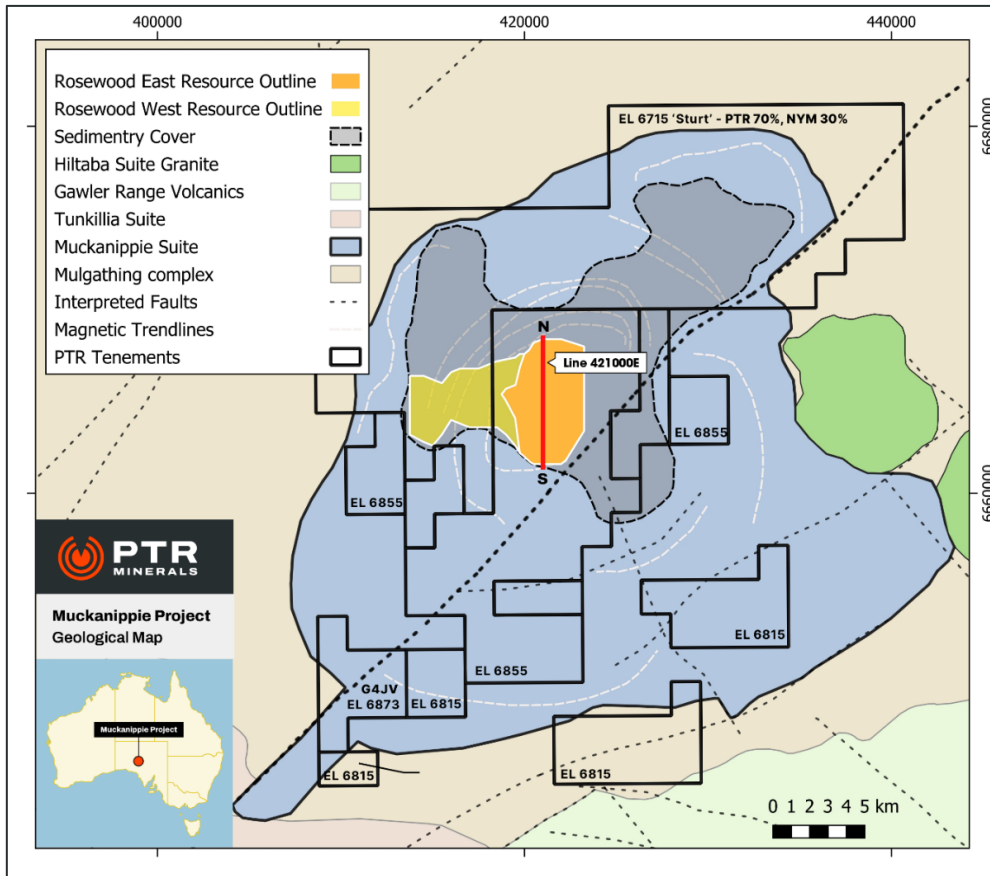 400000
420000
440000
6680000
6660000
Rosewood East Resource Outline
Rosewood West Resource Outline
Sedimentry Cover
Hiltaba Suite Granite
Gawler Range Volcanics
Tunkillia Suite
Muckanippie Suite
Mulgathing complex
Interpreted Faults
Magnetic Trendlines
PTR Tenements
EL 6715 ‘Sturt’ - PTR 70%, NYM 30%
N
Line 421000E
S
EL 6855
EL 6855
EL 6815
EL 6855
G4JV
EL 6873
EL 6815
EL 6815
EL 6815
PTR
MINERALS
Muckanippie Project
Geological Map
Muckanippie Project
0 1 2 3 4 5 km